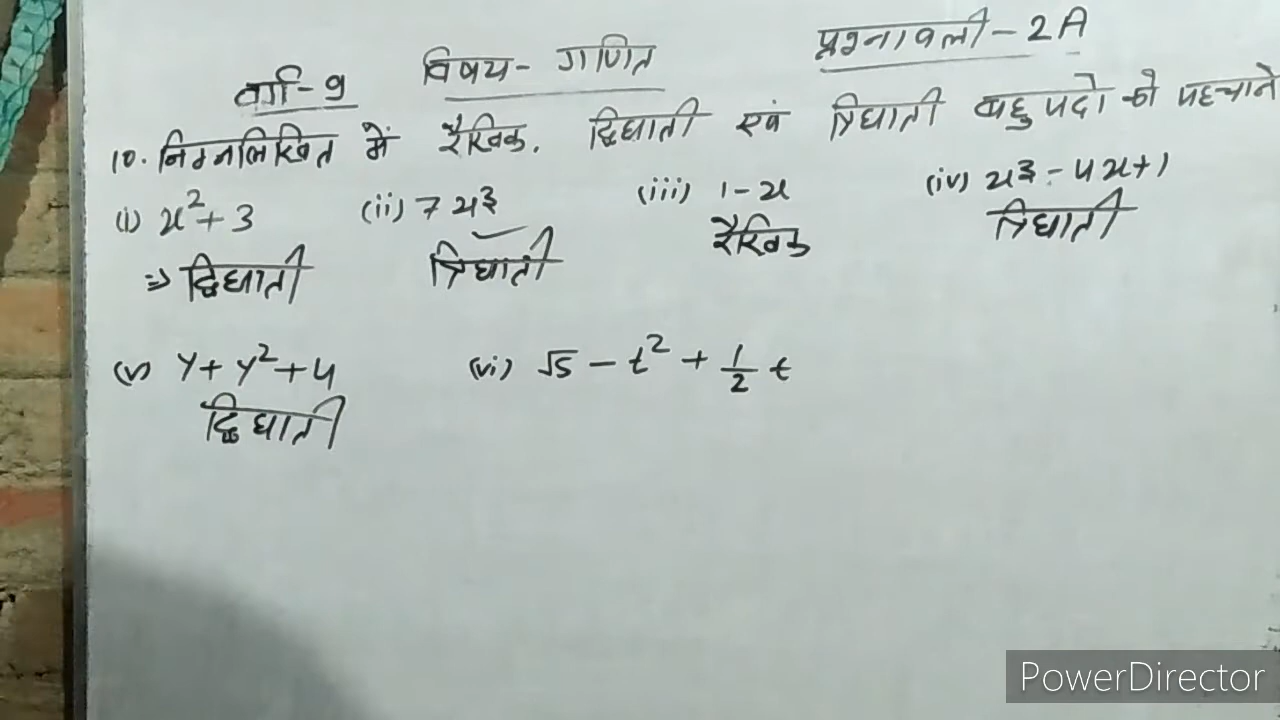 वर्ग-9 विषय- गणित प्रश्नावली-2A
10. निम्नलिखित में रैखिक, द्विघाती एवं त्रिघाती बहुपदो को पहचाने
(i) x²+3 (ii) 7x³ (iii) 1-x (iv) x³-4x+1
⇒ द्विघाती त्रिघाती रैखिक त्रिघाती
(v) y+y²+4 (vi) √5 - t² + 1/2 t
द्विघाती
PowerDirector